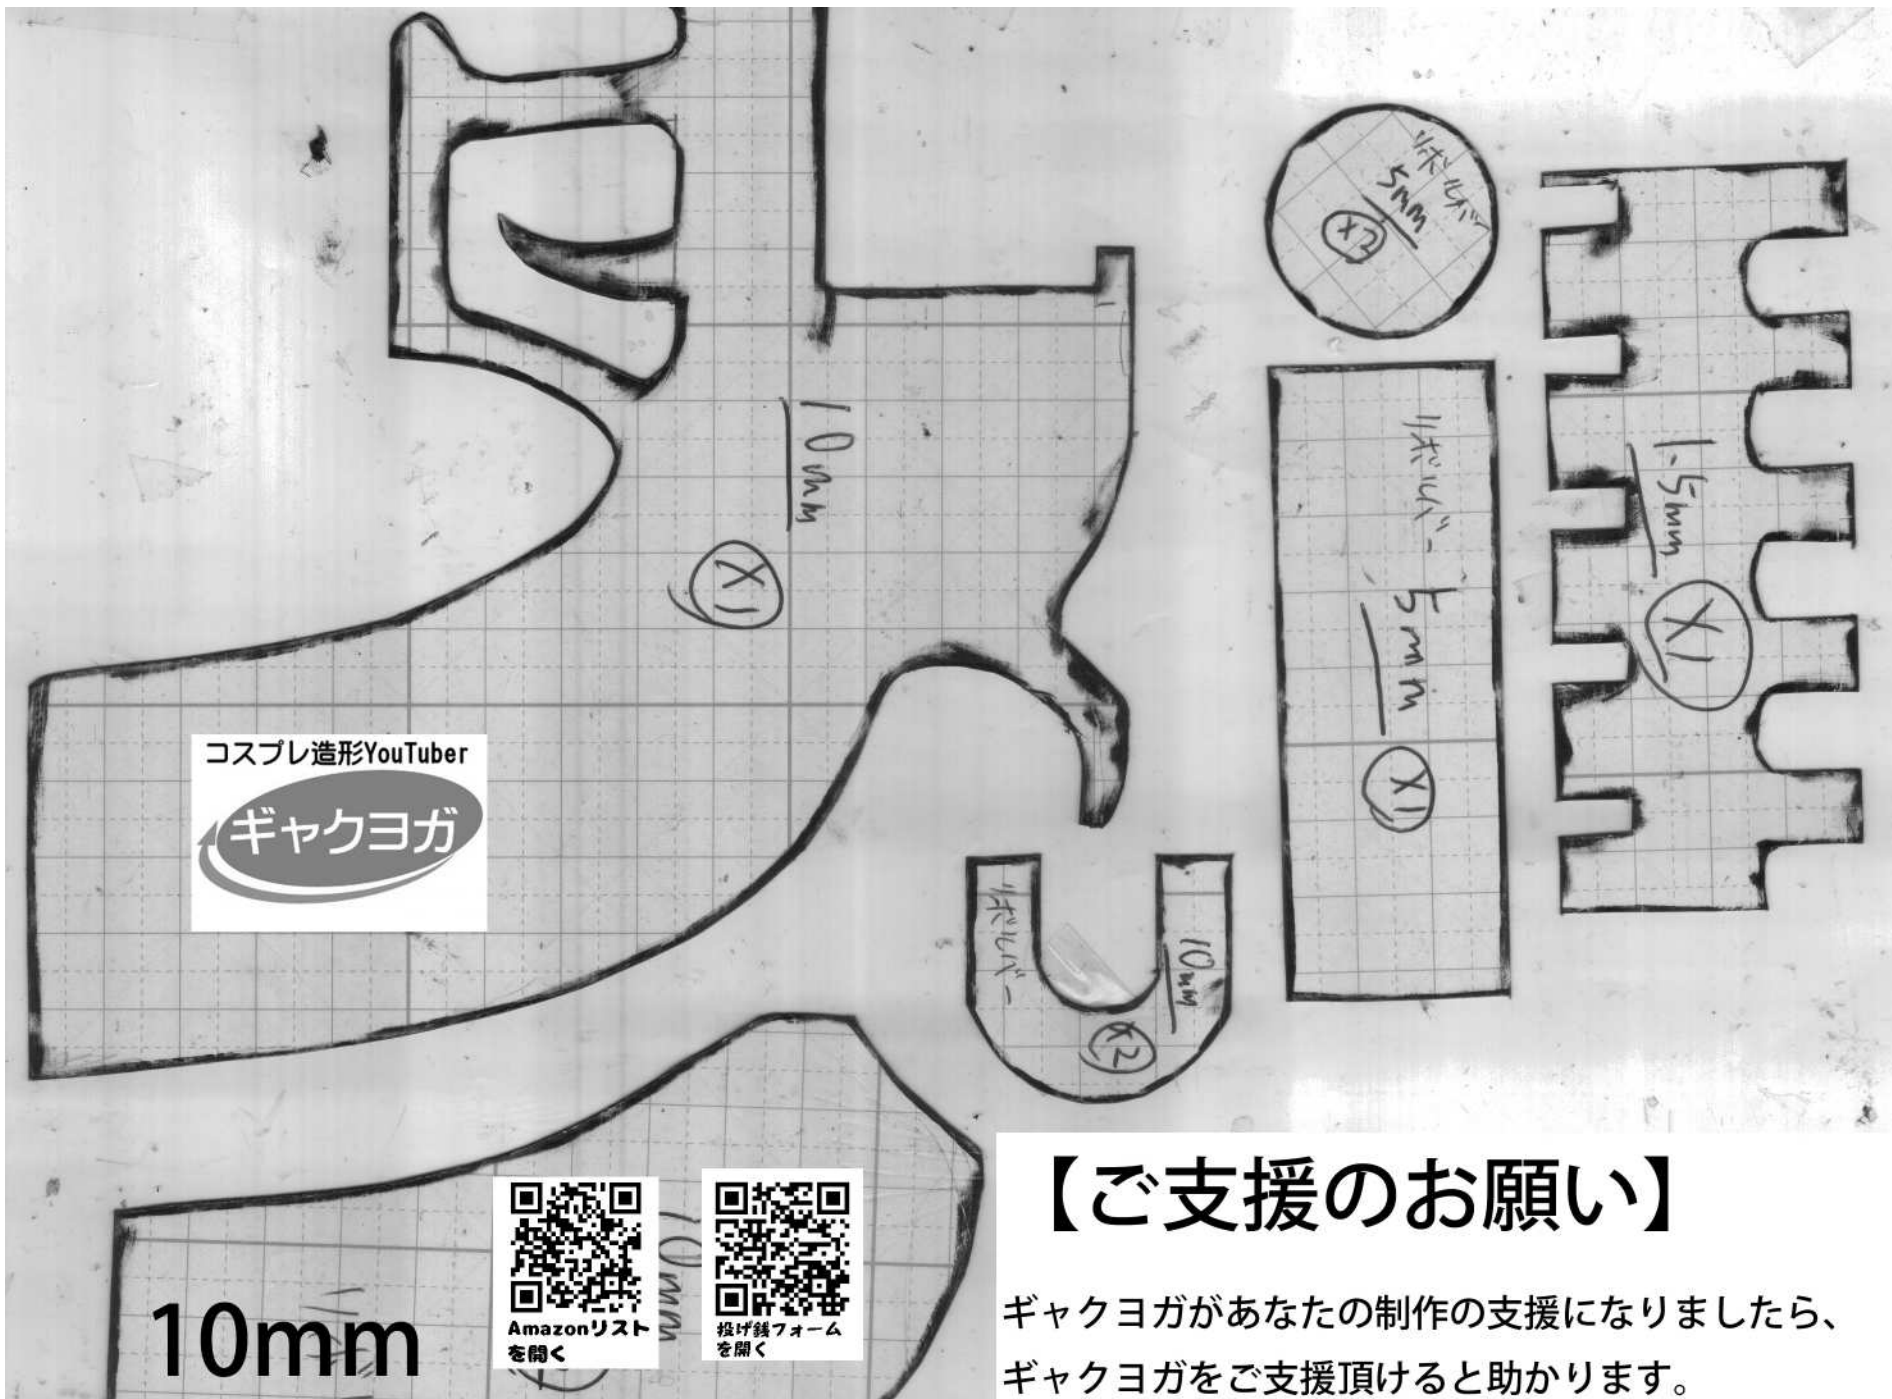 リボルバー
5mm
X2
10mm
X1
リボルバー
5mm
X1
1.5mm
X1
コスプレ造形YouTuber
ギャクヨガ
リボルバー
10mm
X2
10mm
10mm
Amazonリスト
を開く
投げ銭フォーム
を開く
【ご支援のお願い】
ギャクヨガがあなたの制作の支援になりましたら、
ギャクヨガをご支援頂けると助かります。